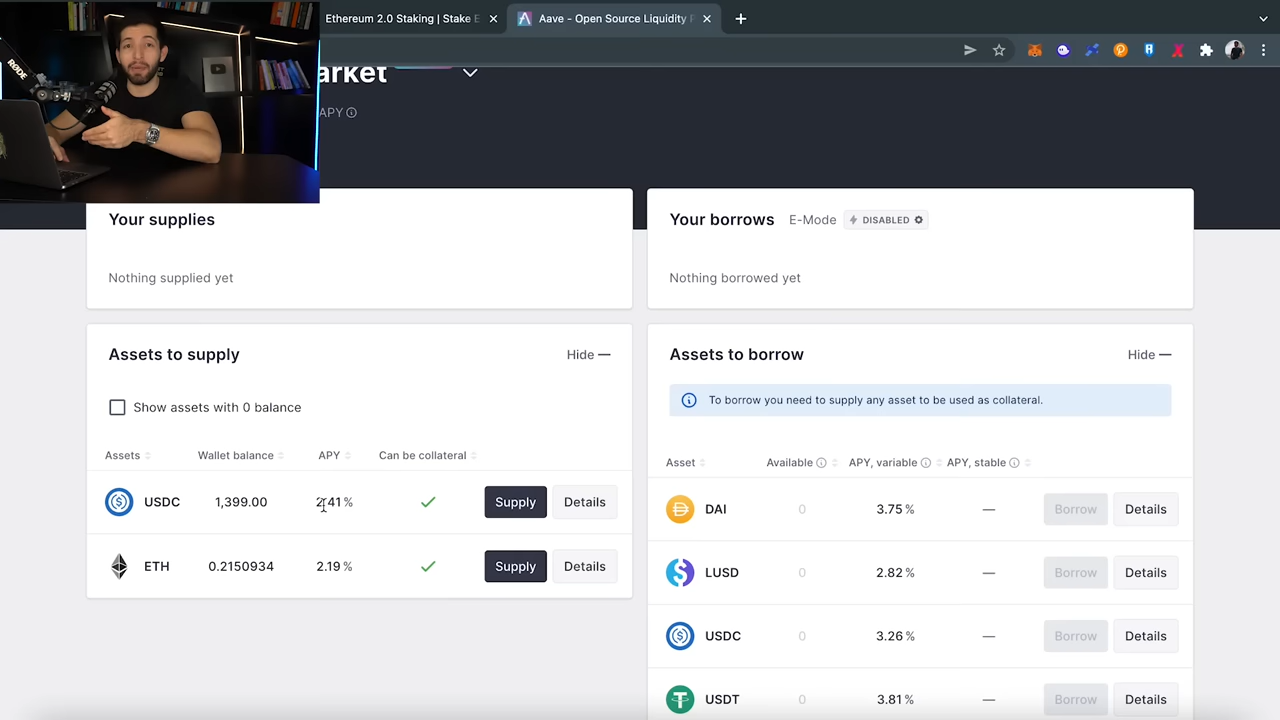 Ethereum 2.0 Staking | Stake E
Aave - Open Source Liquidity P
RØDE
arket
APY
Your supplies
Nothing supplied yet
Your borrows E-Mode DISABLED
Nothing borrowed yet
Assets to supply Hide —
Show assets with 0 balance
Assets Wallet balance APY Can be collateral
USDC 1,399.00 2.41 % Supply Details
ETH 0.2150934 2.19 % Supply Details
Assets to borrow Hide —
To borrow you need to supply any asset to be used as collateral.
Asset Available APY, variable APY, stable
DAI 0 3.75 % — Borrow Details
LUSD 0 2.82 % — Borrow Details
USDC 0 3.26 % — Borrow Details
USDT 0 3.81 % — Borrow Details